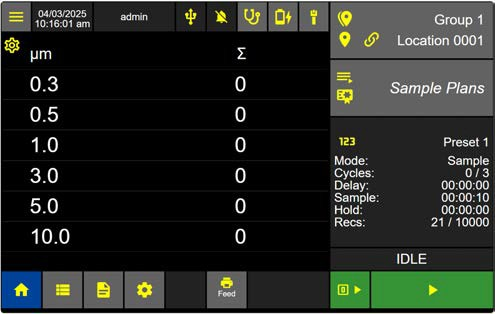 04/03/2025
10:16:01 am
admin
Group 1
Location 0001
µm Σ
0.3 0
0.5 0
1.0 0
3.0 0
5.0 0
10.0 0
Sample Plans
123 Preset 1
Mode: Sample
Cycles: 0 / 3
Delay: 00:00:00
Sample: 00:00:10
Hold: 00:00:00
Recs: 21 / 10000
IDLE
Feed
0